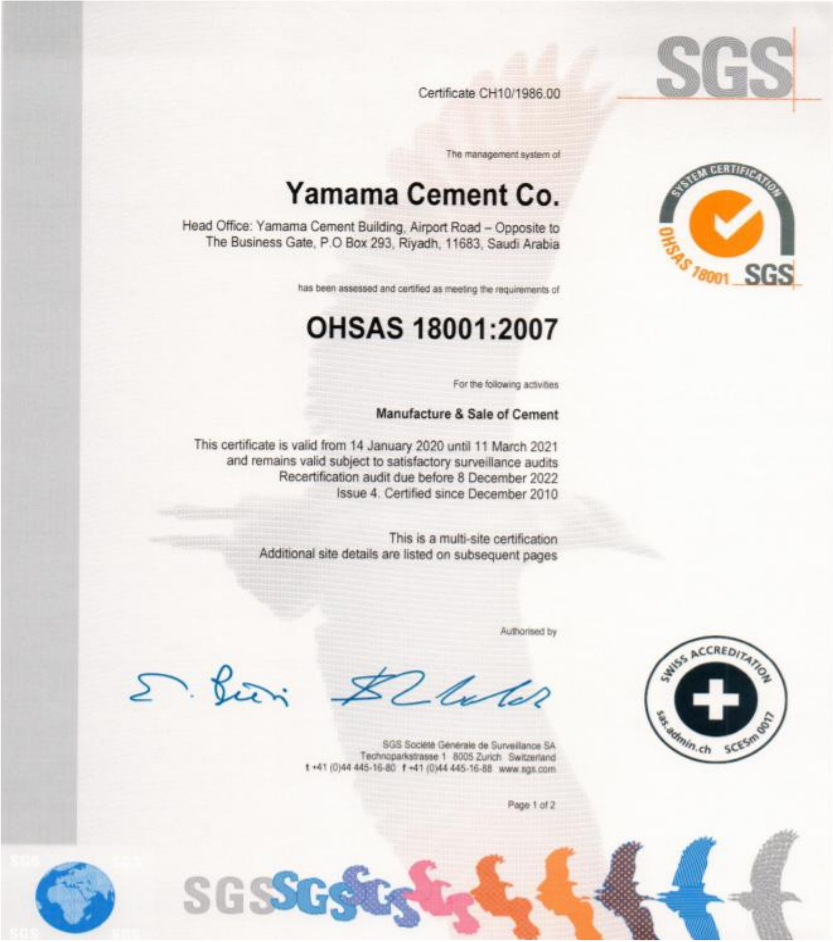 SGS
Certificate CH10/1986.00
The management system of
Yamama Cement Co.
Head Office: Yamama Cement Building, Airport Road – Opposite to
The Business Gate, P.O Box 293, Riyadh, 11683, Saudi Arabia
SYSTEM CERTIFICATION
OHSAS 18001
SGS
has been assessed and certified as meeting the requirements of
OHSAS 18001:2007
For the following activities
Manufacture & Sale of Cement
This certificate is valid from 14 January 2020 until 11 March 2021
and remains valid subject to satisfactory surveillance audits
Recertification audit due before 8 December 2022
Issue 4. Certified since December 2010
This is a multi-site certification
Additional site details are listed on subsequent pages
Authorised by
SWISS ACCREDITATION
sas.admin.ch SCESm 0017
SGS Société Générale de Surveillance SA
Technoparkstrasse 1 8005 Zurich Switzerland
t +41 (0)44 445-16-80 f +41 (0)44 445-16-88 www.sgs.com
Page 1 of 2
SGS SGS
SGS SGS SGS SGS
SGS SGS